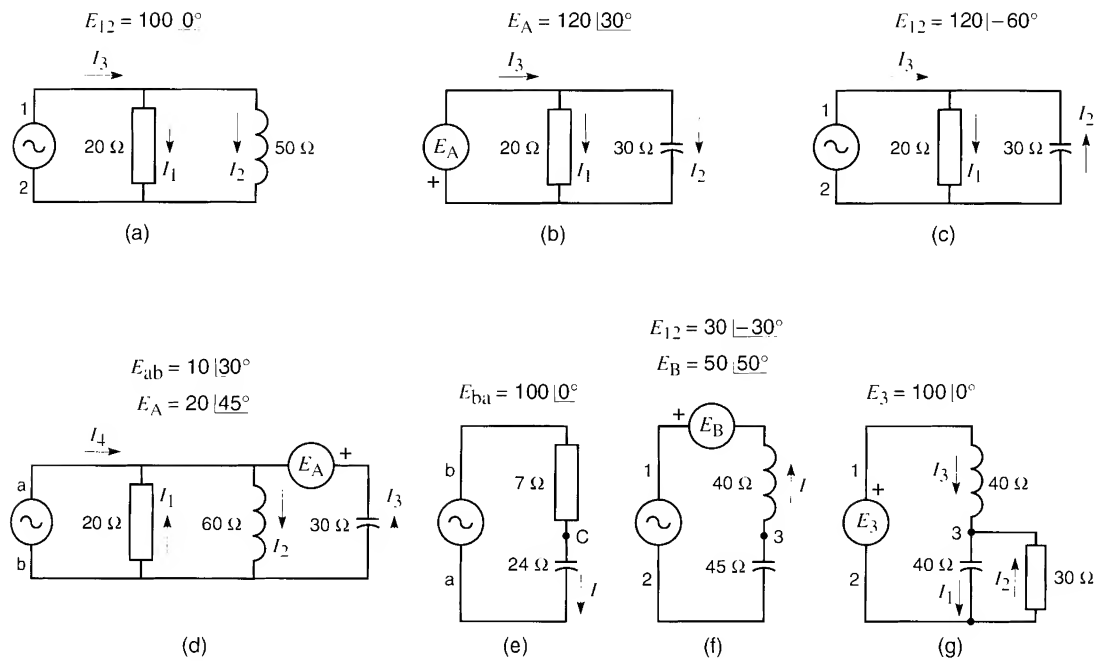 E12 = 100 0°
I3
1
2
20 Ω
I1
I2
50 Ω
(a)
EA = 120 |30°
I3
EA
+
20 Ω
I1
30 Ω
I2
(b)
E12 = 120 |–60°
I3
1
2
20 Ω
I1
30 Ω
I2
(c)
Eab = 10 |30°
EA = 20 |45°
I4
a
b
20 Ω
I1
60 Ω
I2
EA
+
30 Ω
I3
(d)
Eba = 100 |0°
b
a
7 Ω
C
24 Ω
I
(e)
E12 = 30 |–30°
EB = 50 |50°
+
EB
1
2
40 Ω
I
3
45 Ω
(f)
E3 = 100 |0°
1
+
E3
2
I3
40 Ω
3
40 Ω
I1
I2
30 Ω
(g)